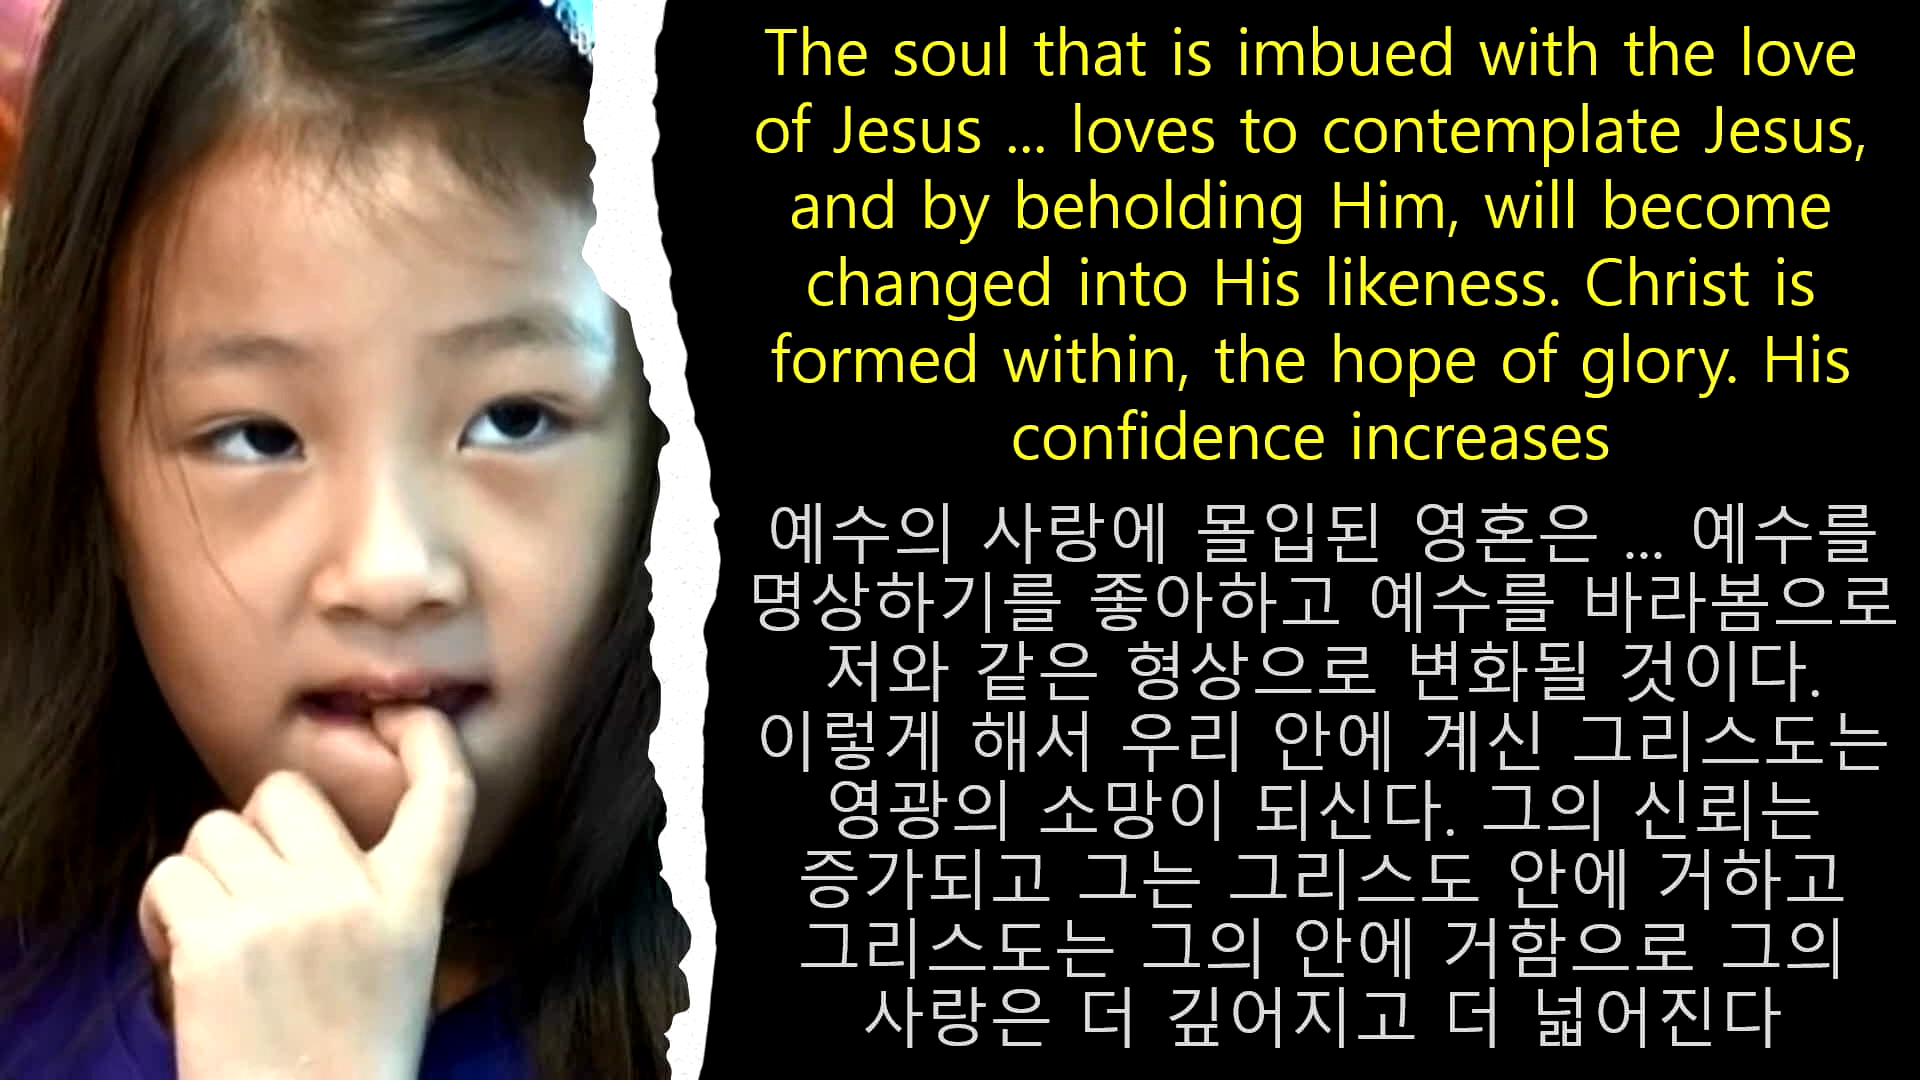 The soul that is imbued with the love
of Jesus ... loves to contemplate Jesus,
and by beholding Him, will become
changed into His likeness. Christ is
formed within, the hope of glory. His
confidence increases
예수의 사랑에 몰입된 영혼은 ... 예수를
명상하기를 좋아하고 예수를 바라봄으로
저와 같은 형상으로 변화될 것이다.
이렇게 해서 우리 안에 계신 그리스도는
영광의 소망이 되신다. 그의 신뢰는
증가되고 그는 그리스도 안에 거하고
그리스도는 그의 안에 거함으로 그의
사랑은 더 깊어지고 더 넓어진다